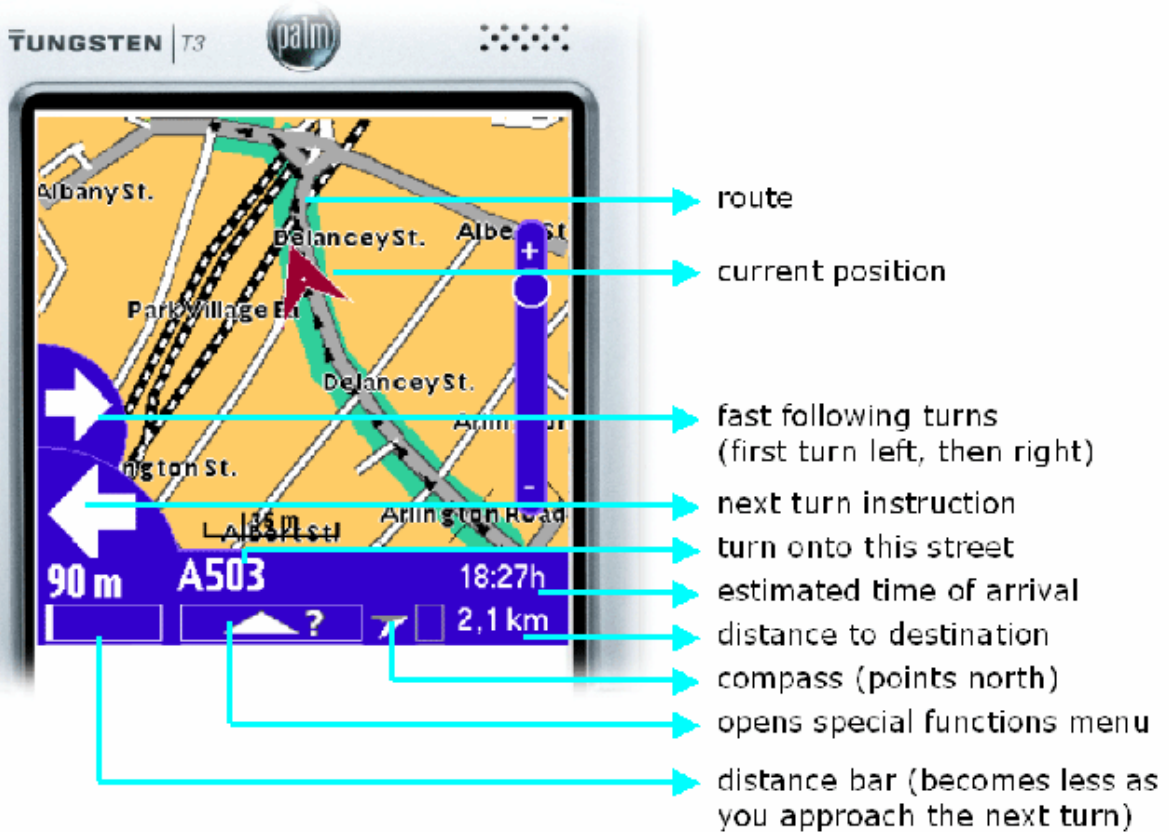 TUNGSTEN T3
palm
Albany St.
Delancey St.
Park Village
Delancey St.
ngton St.
Albert St
Arlington Road
+
-
90 m
A503
18:27h
?
2,1 km
route
current position
fast following turns
(first turn left, then right)
next turn instruction
turn onto this street
estimated time of arrival
distance to destination
compass (points north)
opens special functions menu
distance bar (becomes less as
you approach the next turn)